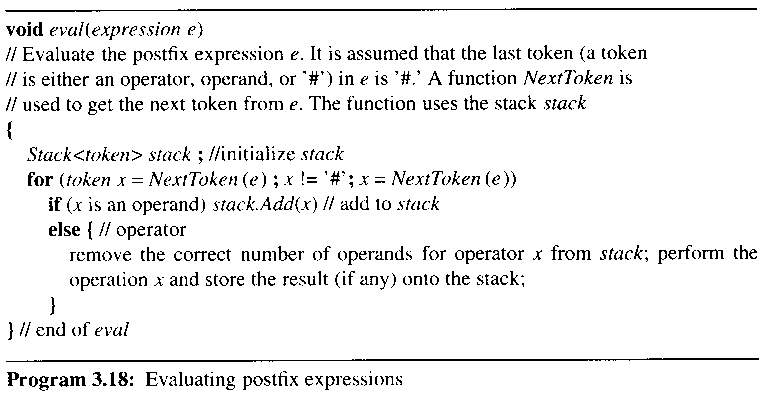 void eval(expression e)
// Evaluate the postfix expression e. It is assumed that the last token (a token
// is either an operator, operand, or '#') in e is '#.' A function NextToken is
// used to get the next token from e. The function uses the stack stack
{
Stack<token> stack ; //initialize stack
for (token x = NextToken (e) ; x != '#'; x = NextToken (e))
if (x is an operand) stack.Add(x) // add to stack
else { // operator
remove the correct number of operands for operator x from stack; perform the
operation x and store the result (if any) onto the stack;
}
} // end of eval
Program 3.18: Evaluating postfix expressions